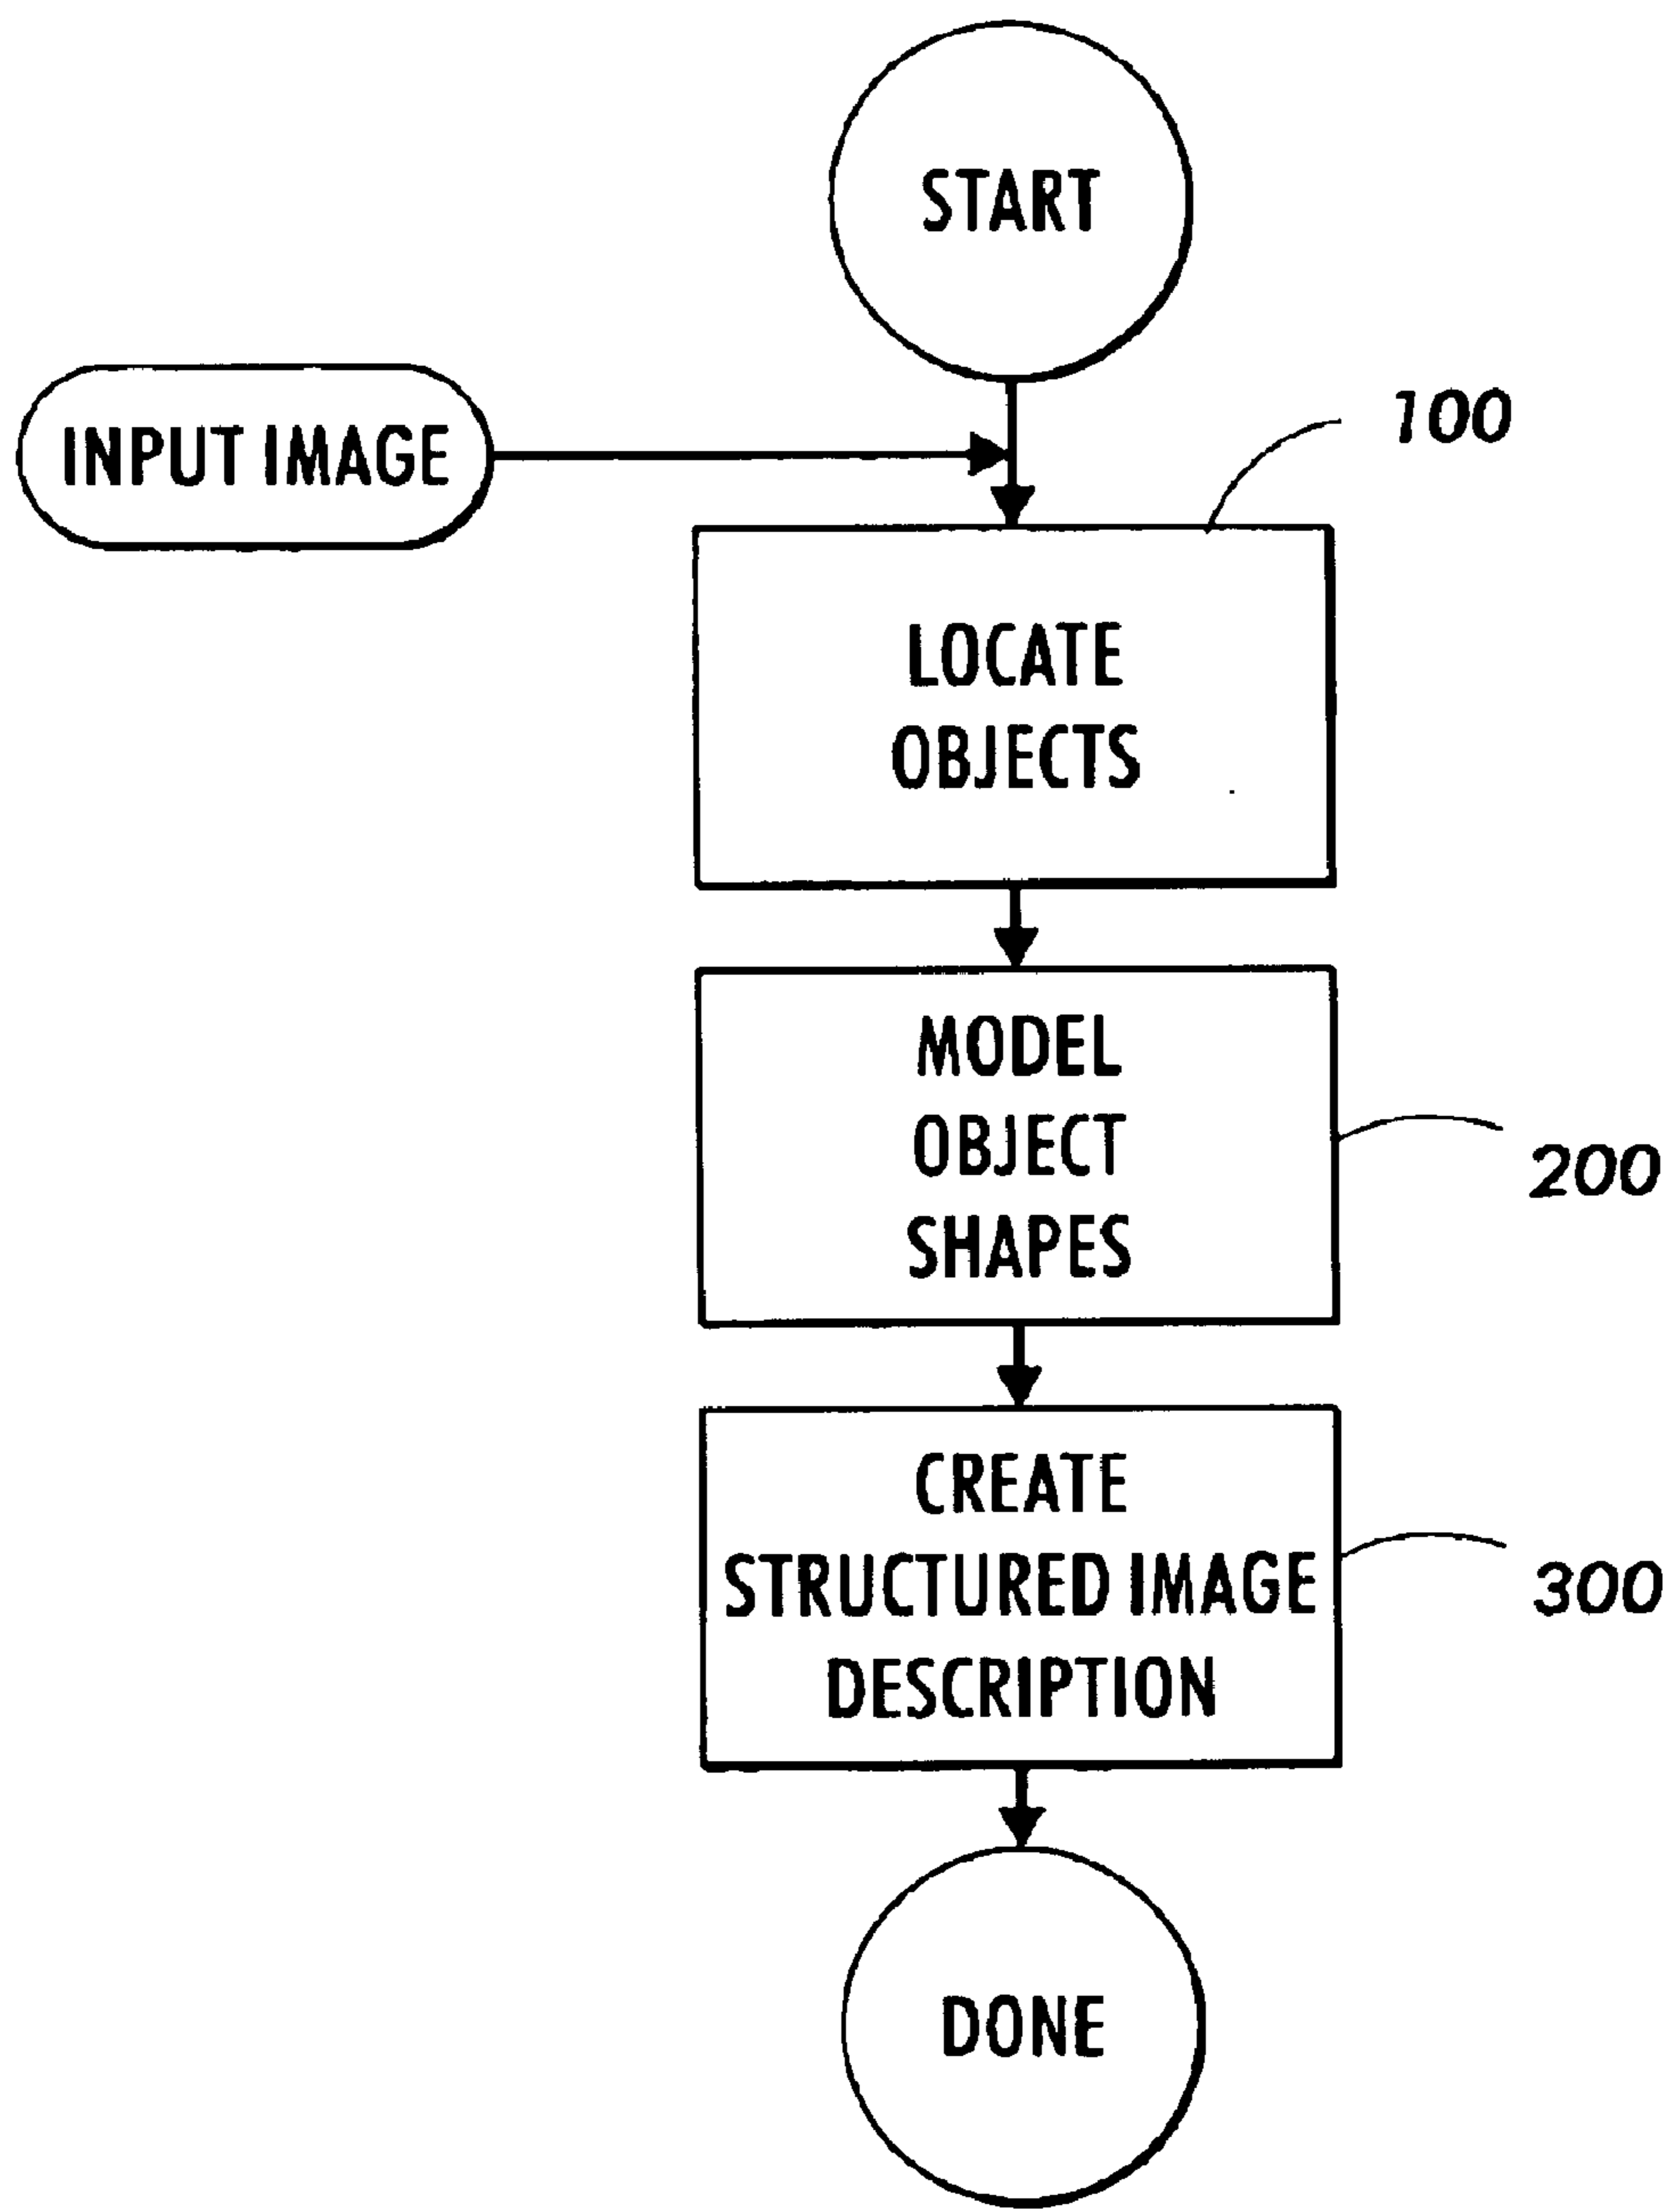 START
INPUT IMAGE
100
LOCATE
OBJECTS
MODEL
OBJECT
SHAPES
200
CREATE
STRUCTURED IMAGE
DESCRIPTION
300
DONE